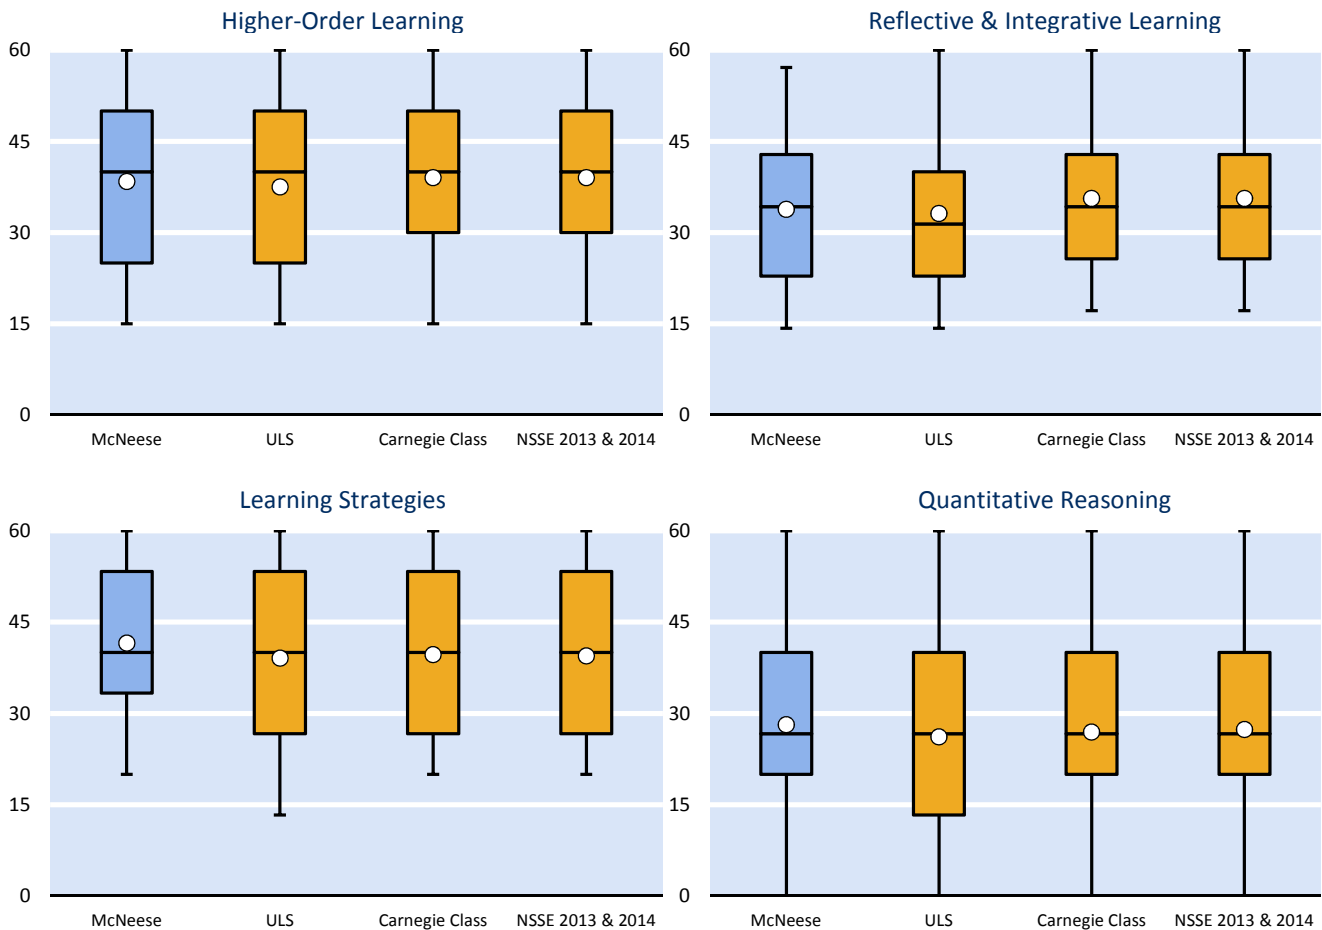 Higher-Order Learning
60
45
30
15
0
McNeese ULS Carnegie Class NSSE 2013 & 2014
Reflective & Integrative Learning
60
45
30
15
0
McNeese ULS Carnegie Class NSSE 2013 & 2014
Learning Strategies
60
45
30
15
0
McNeese ULS Carnegie Class NSSE 2013 & 2014
Quantitative Reasoning
60
45
30
15
0
McNeese ULS Carnegie Class NSSE 2013 & 2014